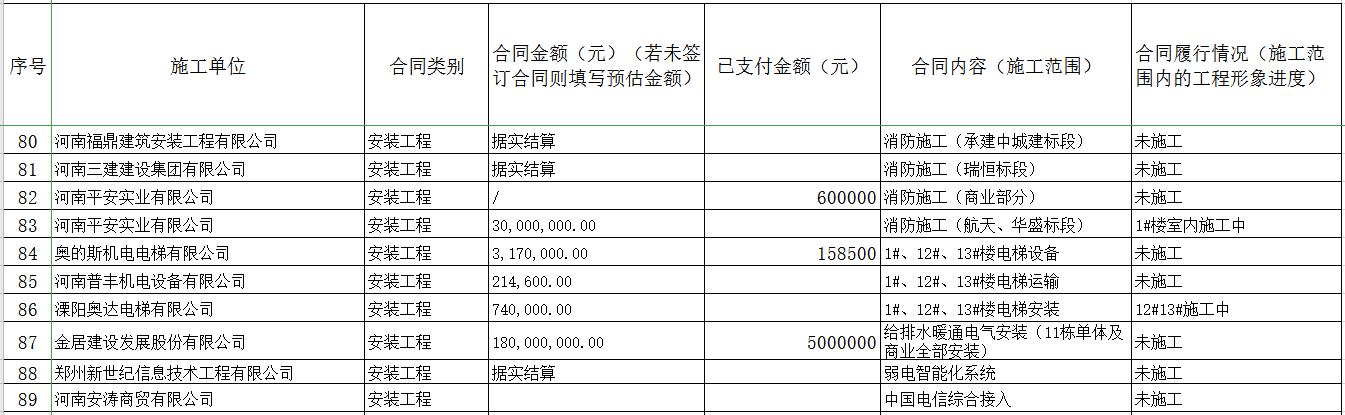 序号 施工单位 合同类别 合同金额（元）（若未签订合同则填写预估金额） 已支付金额（元） 合同内容（施工范围） 合同履行情况（施工范围内的工程形象进度）
80 河南福鼎建筑安装工程有限公司 安装工程 据实结算 消防施工（承建中城建标段） 未施工
81 河南三建建设集团有限公司 安装工程 据实结算 消防施工（瑞恒标段） 未施工
82 河南平安实业有限公司 安装工程 / 600000 消防施工（商业部分） 未施工
83 河南平安实业有限公司 安装工程 30,000,000.00 消防施工（航天、华盛标段） 1#楼室内施工中
84 奥的斯机电电梯有限公司 安装工程 3,170,000.00 158500 1#、12#、13#楼电梯设备 未施工
85 河南普丰机电设备有限公司 安装工程 214,600.00 1#、12#、13#楼电梯运输 未施工
86 溧阳奥达电梯有限公司 安装工程 740,000.00 1#、12#、13#楼电梯安装 12#13#施工中
87 金居建设发展股份有限公司 安装工程 180,000,000.00 5000000 给排水暖通电气安装（11栋单体及商业全部安装） 未施工
88 郑州新世纪信息技术工程有限公司 安装工程 据实结算 弱电智能化系统 未施工
89 河南安涛商贸有限公司 安装工程 中国电信综合接入 未施工